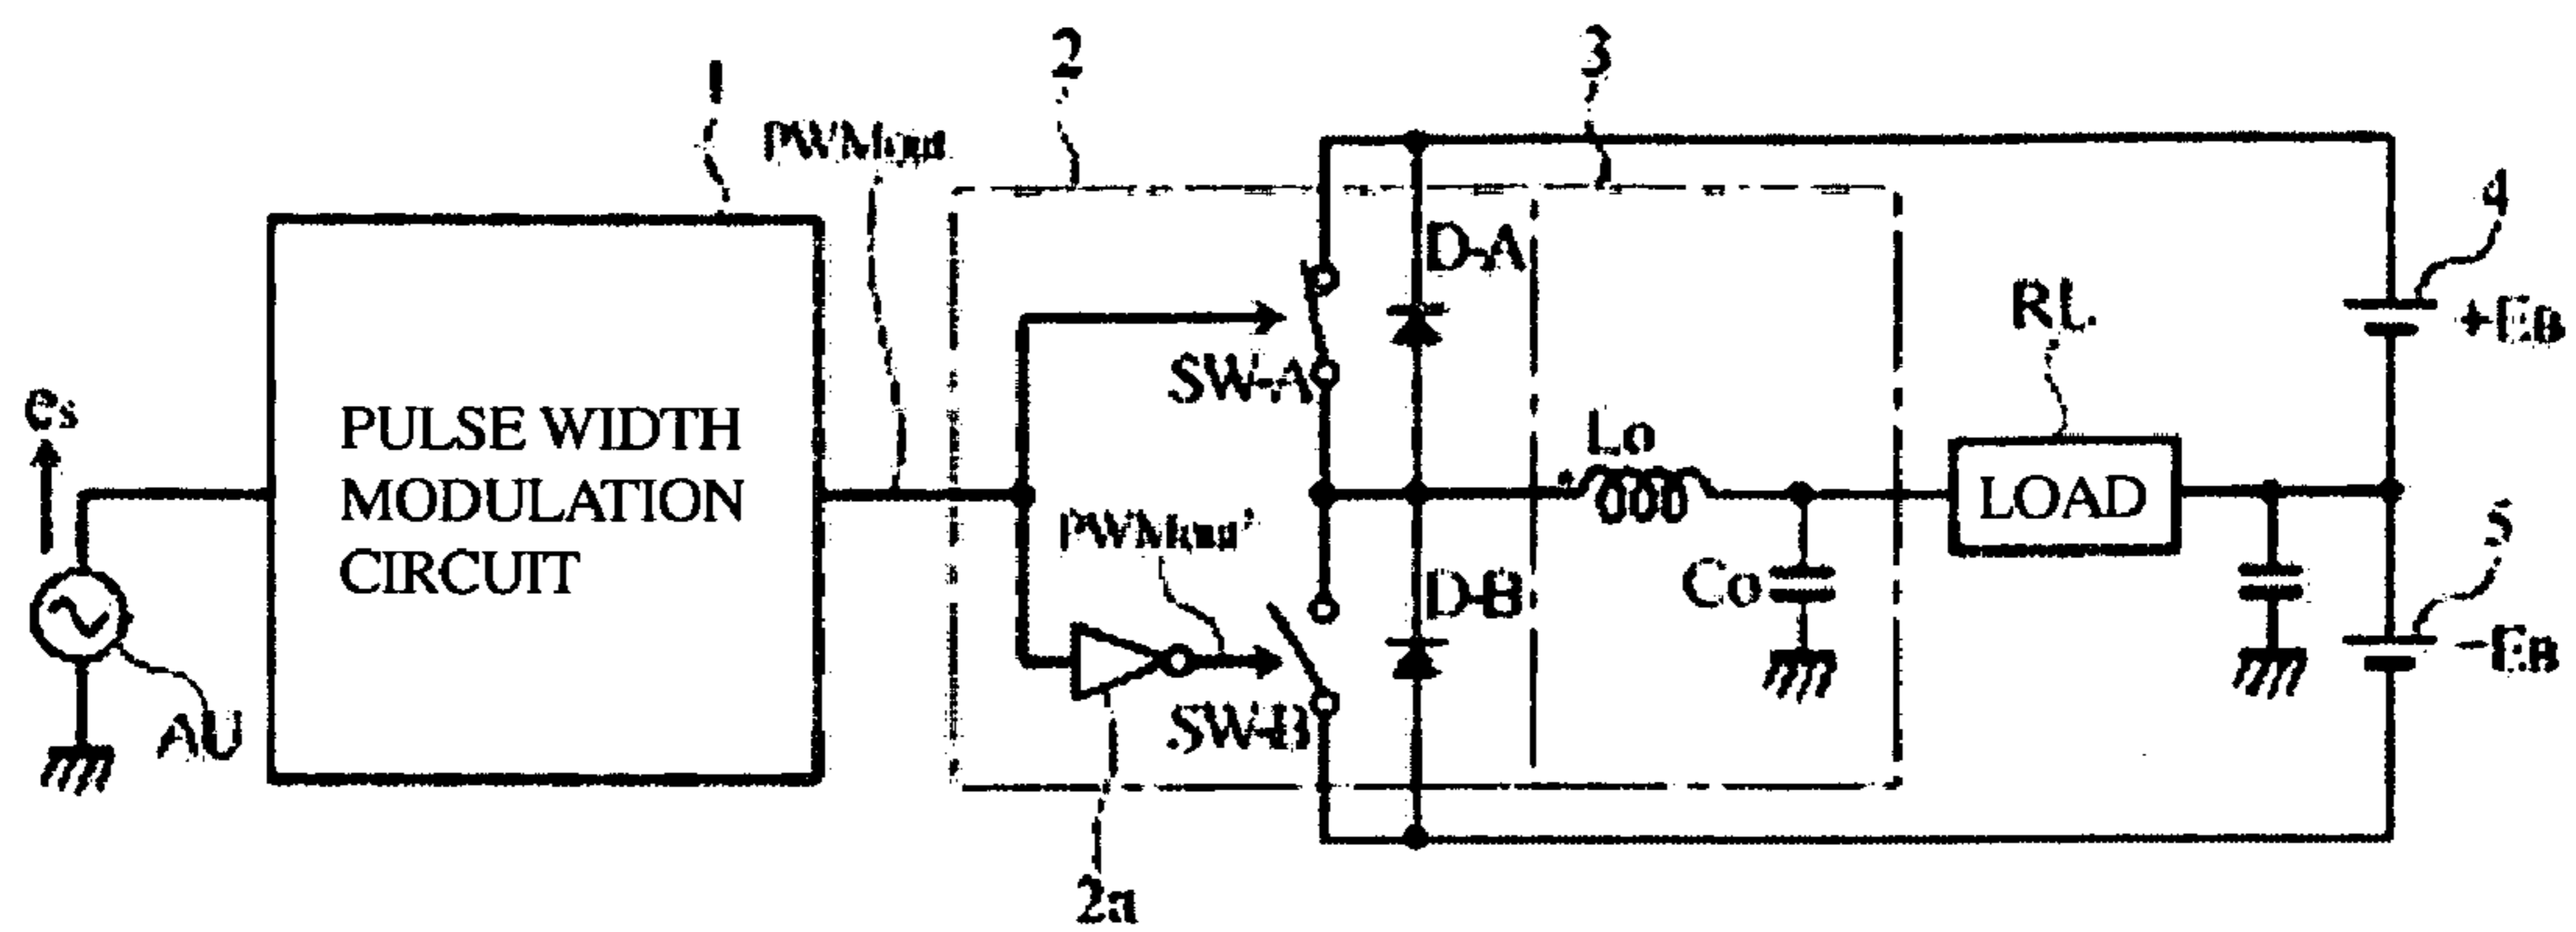 1
2
3
PWMout
4
D-A
RL
+EB
SW-A
es
PULSE WIDTH
MODULATION
CIRCUIT
Lo
LOAD
PWMout'
5
Co
D-B
-EB
AU
SW-B
2a